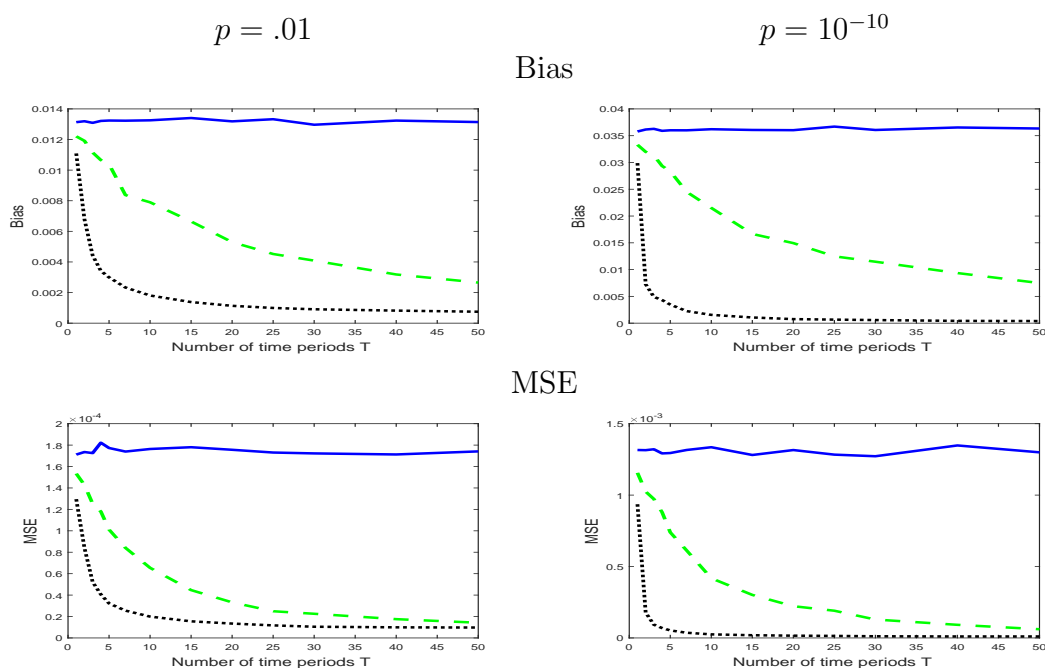 p = .01
p = 10^{-10}
Bias
0.014
0.012
0.01
0.008
0.006
0.004
0.002
0
Bias
0 5 10 15 20 25 30 35 40 45 50
Number of time periods T
0.04
0.035
0.03
0.025
0.02
0.015
0.01
0.005
0
Bias
0 5 10 15 20 25 30 35 40 45 50
Number of time periods T
MSE
×10^{-4}
2
1.8
1.6
1.4
1.2
1
0.8
0.6
0.4
0.2
0
MSE
0 5 10 15 20 25 30 35 40 45 50
Number of time periods T
×10^{-3}
1.5
1
0.5
0
MSE
0 5 10 15 20 25 30 35 40 45 50
Number of time periods T